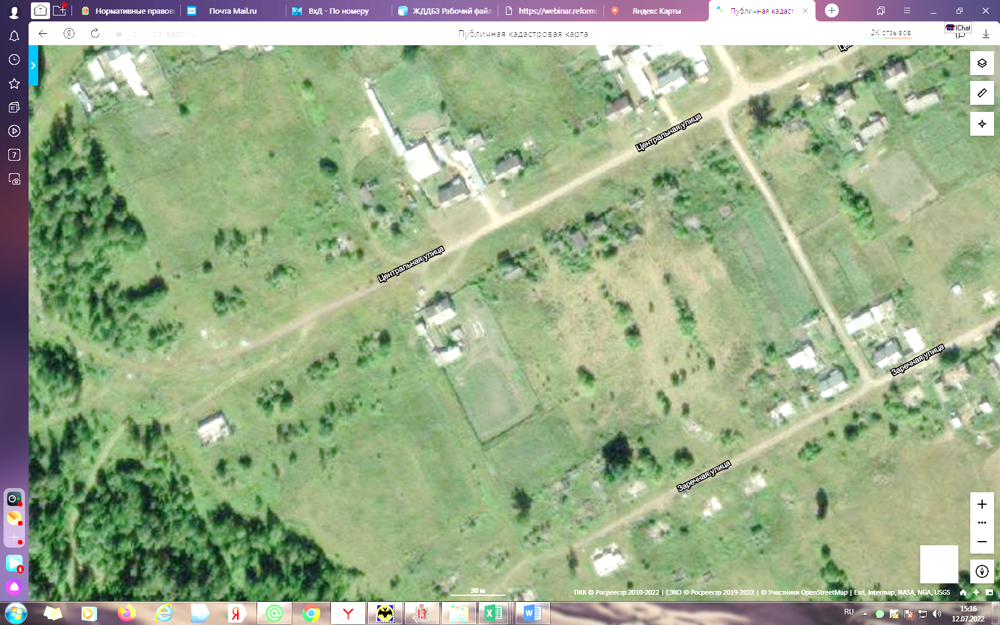 Нормативные правов
Почта Mail.ru
ВхД - По номеру
ЖДДБЗ Рабочий файл
https://webinar.reforma
Яндекс Карты
Публичная кадаст
Публичная кадастровая карта
2К отзывов
IChat
7
Центральная улица
Центральная улица
Заречная улица
Заречная улица
1
30 м
ПКК © Росреестр 2010-2022 | ЕЭКО © Росреестр 2019-2022 | © Участники OpenStreetMap | Esri, Intermap, NASA, NGA, USGS
RU
15:16
12.07.2022